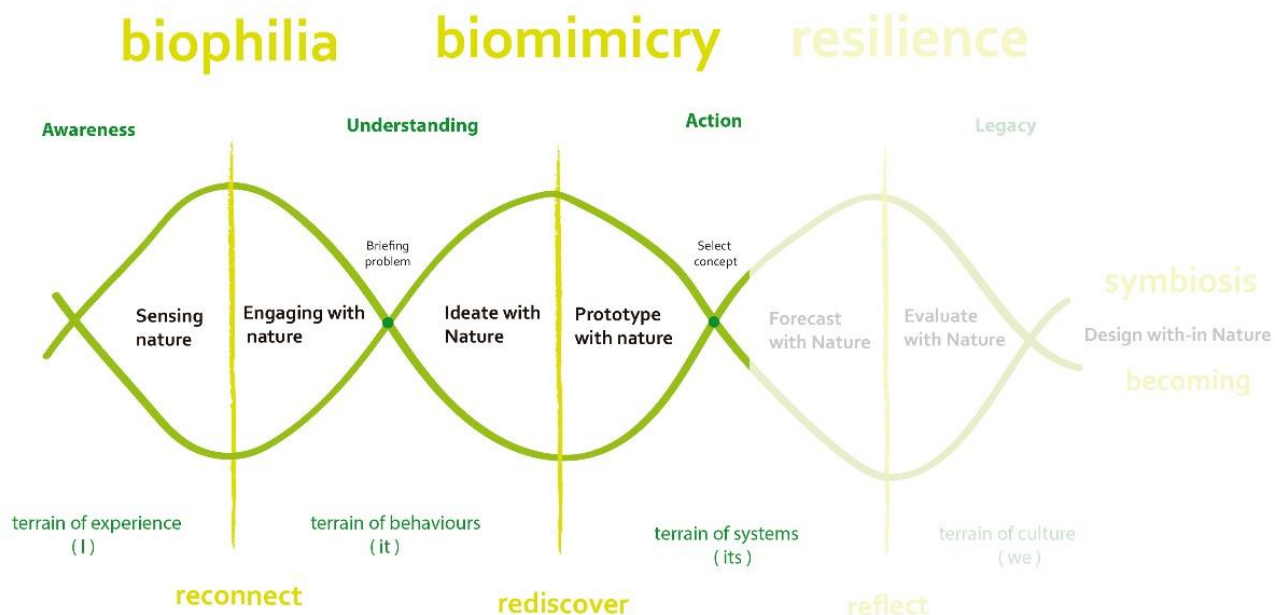 biophilia biomimicry resilience
Awareness Understanding Action Legacy
Briefing
problem
Select
concept
Sensing
nature
Engaging with
nature
Ideate with
Nature
Prototype
with nature
Forecast
with Nature
Evaluate
with Nature
symbiosis
Design with-in Nature
becoming
terrain of experience
( I )
terrain of behaviours
( it )
terrain of systems
( its )
terrain of culture
( we )
reconnect rediscover reflect